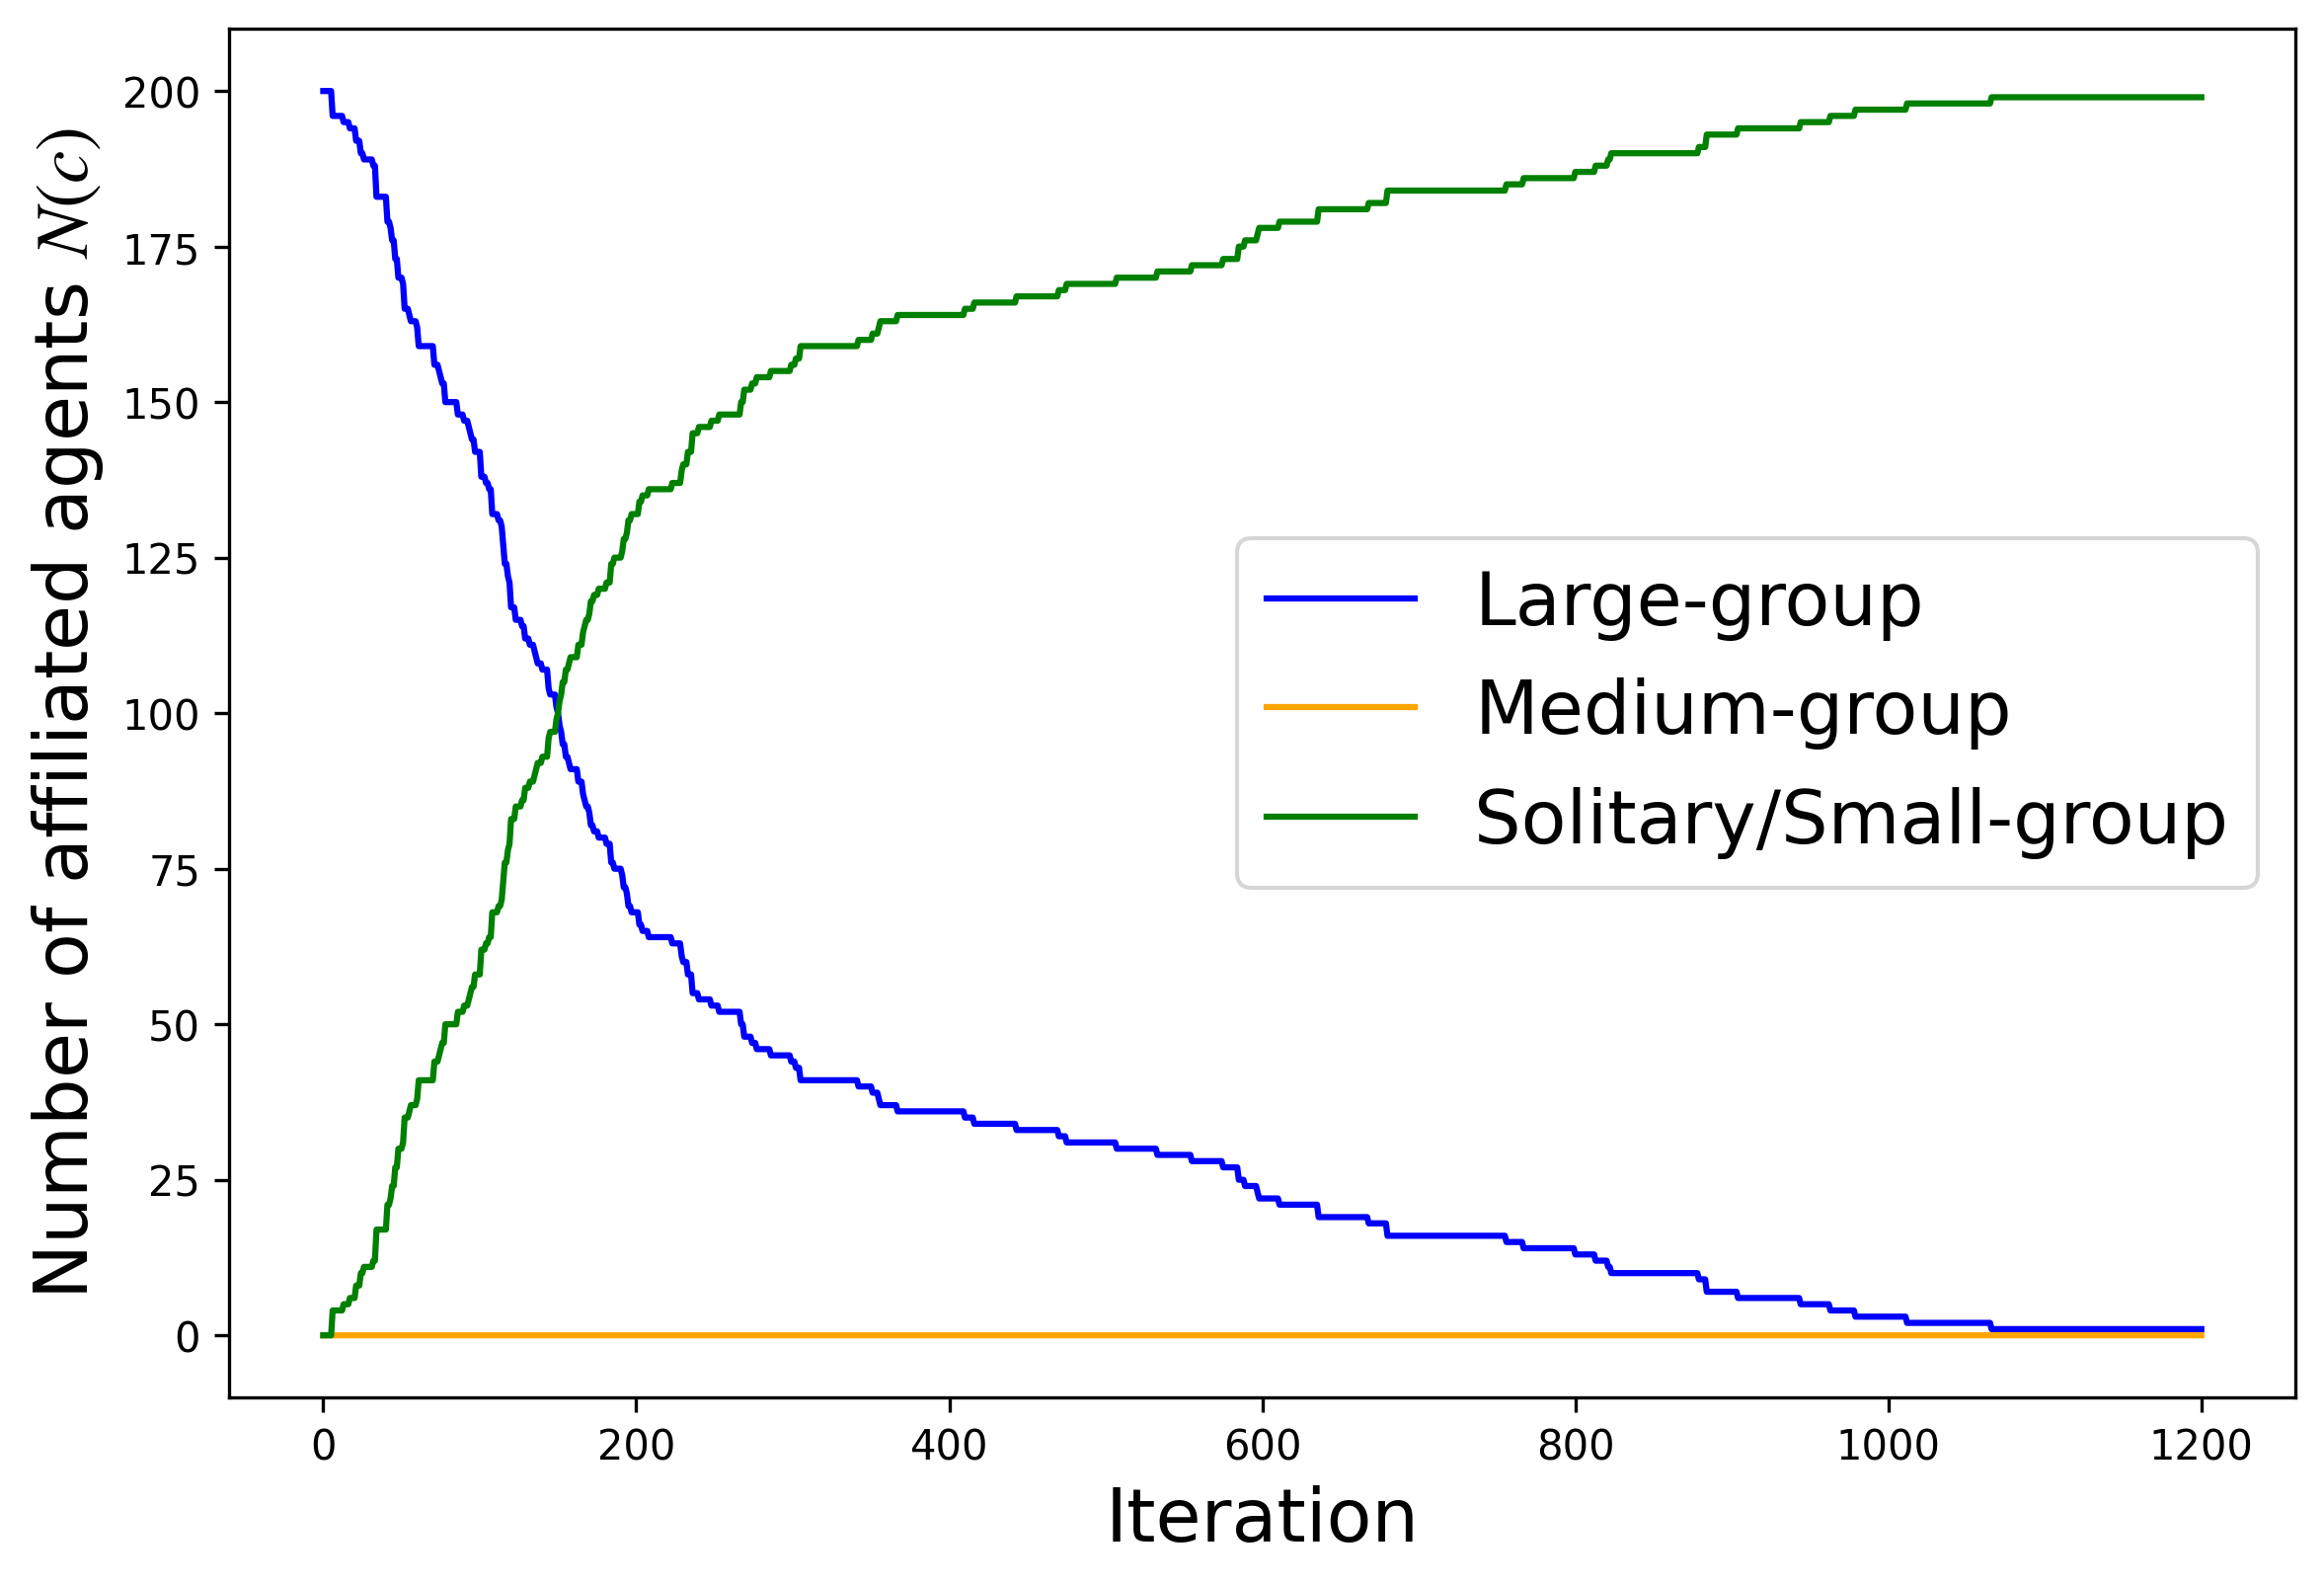 Number of affiliated agents N(c)
200
175
150
125
100
75
50
25
0
Large-group
Medium-group
Solitary/Small-group
0 200 400 600 800 1000 1200
Iteration